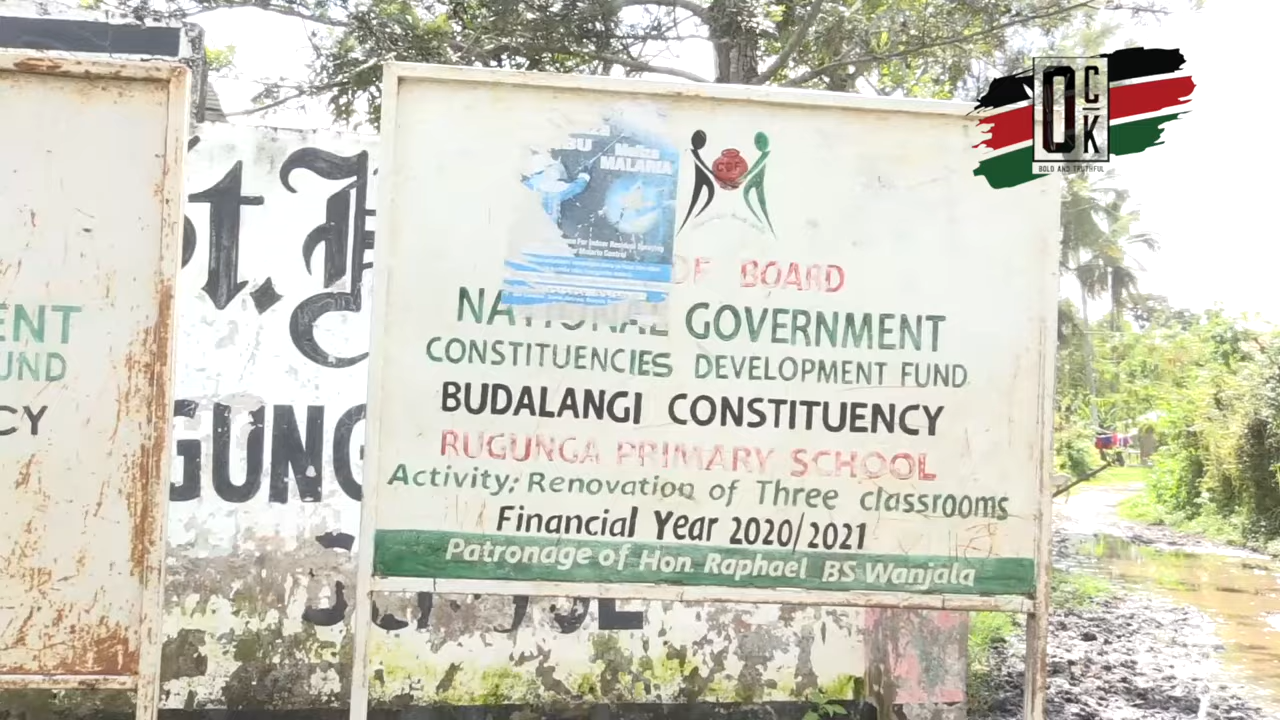 OCK
BOLD AND TRUTHFUL
MALARIA
CDF
OF BOARD
NATIONAL GOVERNMENT
CONSTITUENCIES DEVELOPMENT FUND
BUDALANGI CONSTITUENCY
RUGUNGA PRIMARY SCHOOL
Activity; Renovation of Three classrooms
Financial Year 2020/2021
Patronage of Hon Raphael BS Wanjala
ENT
UND
CY
St.
GUNG